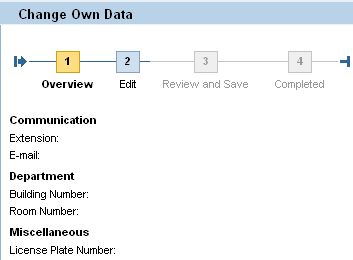 Change Own Data
1 2 3 4
Overview Edit Review and Save Completed
Communication
Extension:
E-mail:
Department
Building Number:
Room Number:
Miscellaneous
License Plate Number: